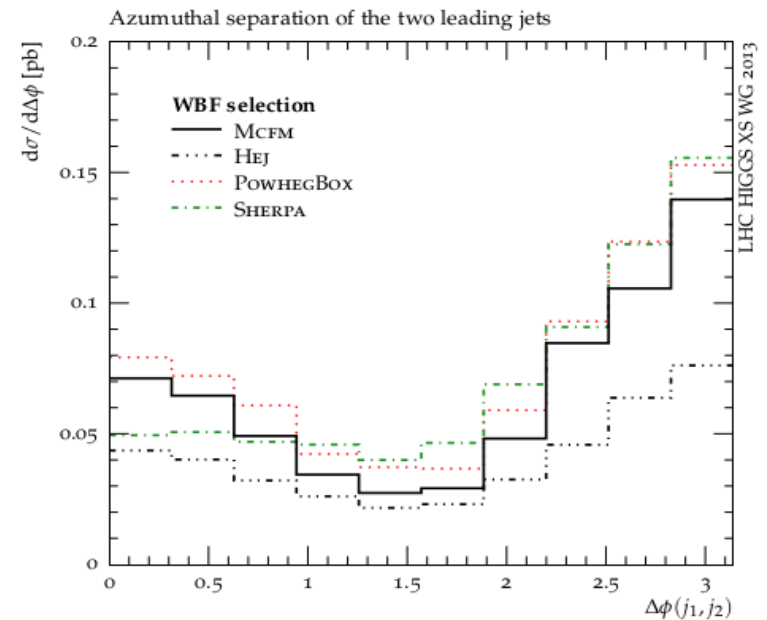 Azumuthal separation of the two leading jets
dσ/dΔϕ [pb]
0.2
0.15
0.1
0.05
0
WBF selection
MCFM
HEJ
POWHEGBOX
SHERPA
LHC HIGGS XS WG 2013
0 0.5 1 1.5 2 2.5 3
Δϕ(j₁, j₂)